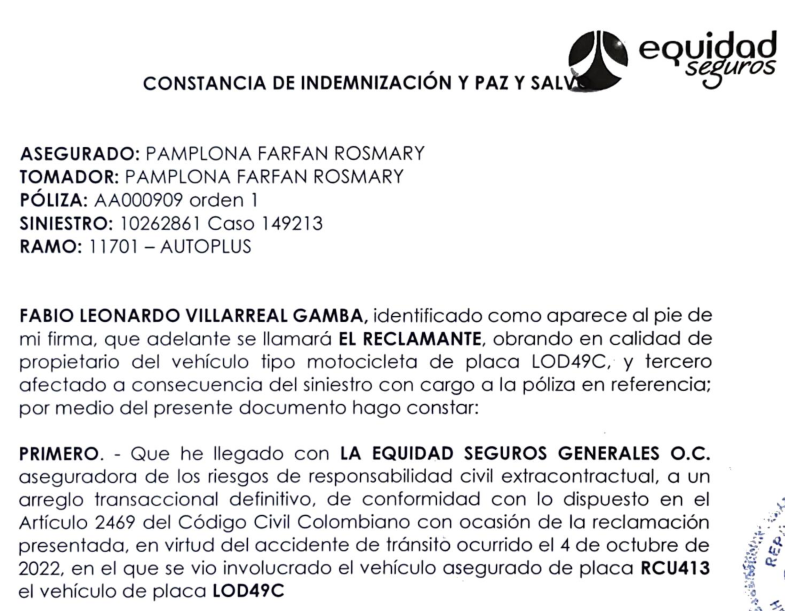 equidad
seguros
CONSTANCIA DE INDEMNIZACIÓN Y PAZ Y SALV
ASEGURADO: PAMPLONA FARFAN ROSMARY
TOMADOR: PAMPLONA FARFAN ROSMARY
PÓLIZA: AA000909 orden 1
SINIESTRO: 10262861 Caso 149213
RAMO: 11701 – AUTOPLUS
FABIO LEONARDO VILLARREAL GAMBA, identificado como aparece al pie de
mi firma, que adelante se llamará EL RECLAMANTE, obrando en calidad de
propietario del vehículo tipo motocicleta de placa LOD49C, y tercero
afectado a consecuencia del siniestro con cargo a la póliza en referencia;
por medio del presente documento hago constar:
PRIMERO. - Que he llegado con LA EQUIDAD SEGUROS GENERALES O.C.
aseguradora de los riesgos de responsabilidad civil extracontractual, a un
arreglo transaccional definitivo, de conformidad con lo dispuesto en el
Artículo 2469 del Código Civil Colombiano con ocasión de la reclamación
presentada, en virtud del accidente de tránsito ocurrido el 4 de octubre de
2022, en el que se vio involucrado el vehículo asegurado de placa RCU413
el vehículo de placa LOD49C